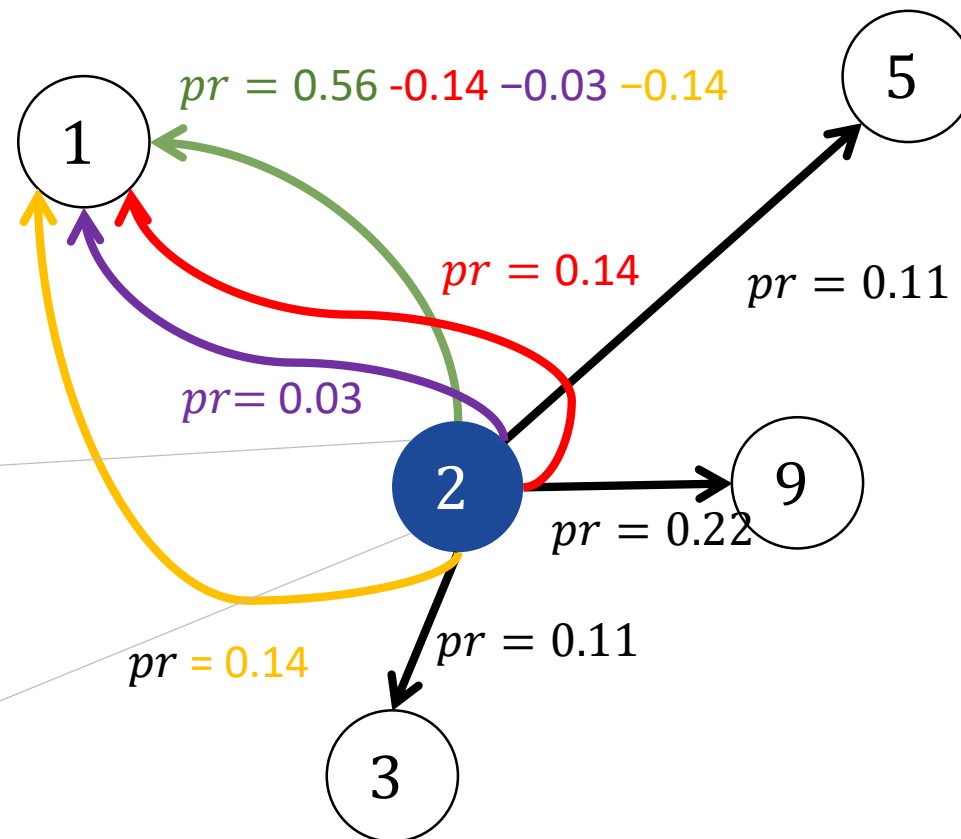 5
pr = 0.56 -0.14 −0.03 −0.14
1
pr = 0.14
pr = 0.11
pr= 0.03
2
9
pr = 0.22
pr = 0.11
pr = 0.14
3